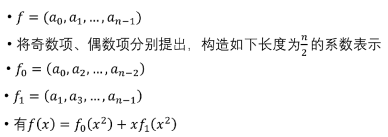 • f = (a₀, a₁, …, aₙ₋₁)
• 将奇数项、偶数项分别提出，构造如下长度为n/2的系数表示
• f₀ = (a₀, a₂, …, aₙ₋₂)
• f₁ = (a₁, a₃, …, aₙ₋₁)
• 有f(x) = f₀(x²) + xf₁(x²)